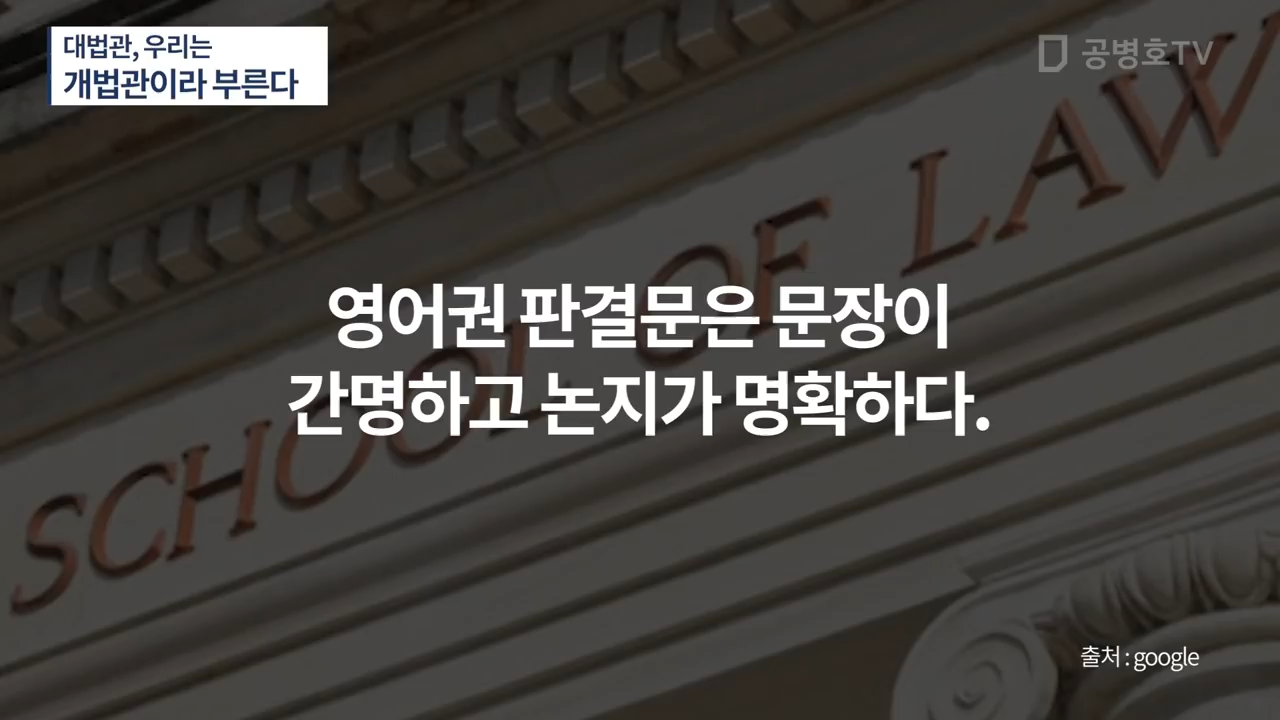 대법관, 우리는
개법관이라 부른다
공병호TV
SCHOOL OF LAW
영어권 판결문은 문장이
간명하고 논지가 명확하다.
출처 : google